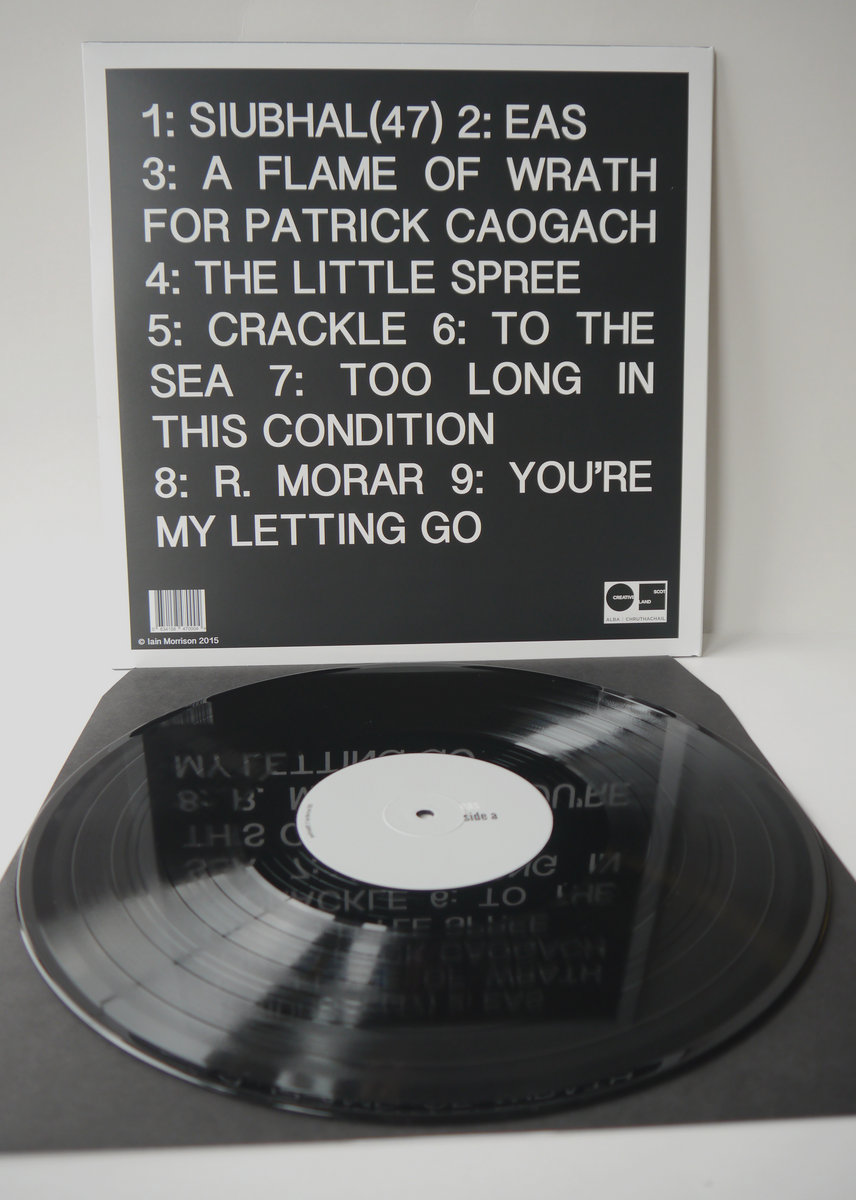 1: SIUBHAL(47) 2: EAS
3: A FLAME OF WRATH
FOR PATRICK CAOGACH
4: THE LITTLE SPREE
5: CRACKLE 6: TO THE
SEA 7: TOO LONG IN
THIS CONDITION
8: R. MORAR 9: YOU'RE
MY LETTING GO
© Iain Morrison 2015
CREATIVE SCOT
LAND
ALBA | CHRUTHACHAIL
side a